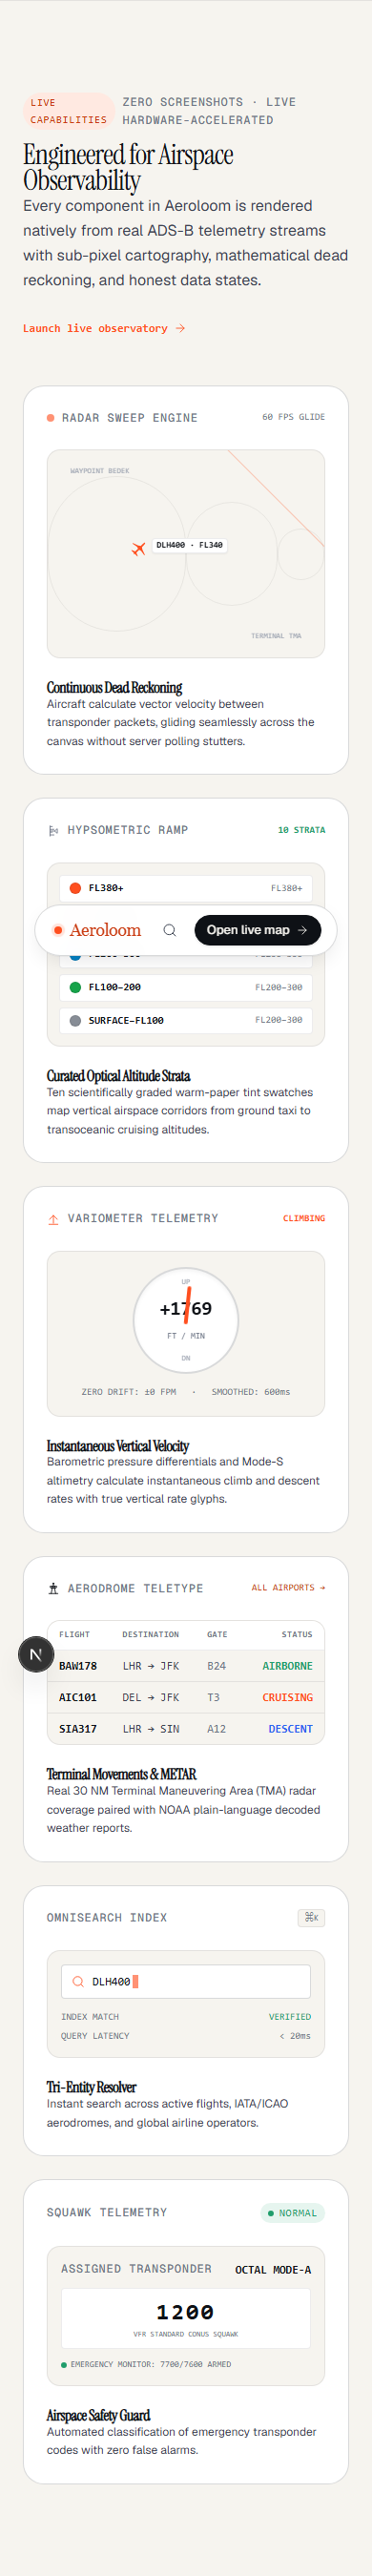 LIVE
CAPABILITIES
ZERO SCREENSHOTS · LIVE
HARDWARE-ACCELERATED
Engineered for Airspace
Observability
Every component in Aeroloom is rendered
natively from real ADS-B telemetry streams
with sub-pixel cartography, mathematical dead
reckoning, and honest data states.
Launch live observatory →
RADAR SWEEP ENGINE
60 FPS GLIDE
WAYPOINT BEDEK
DLH400 · FL340
TERMINAL TMA
Continuous Dead Reckoning
Aircraft calculate vector velocity between
transponder packets, gliding seamlessly across the
canvas without server polling stutters.
HYPSOMETRIC RAMP
10 STRATA
FL380+ FL380+
Aeroloom
Open live map →
FL100–200 FL200–300
SURFACE–FL100 FL200–300
Curated Optical Altitude Strata
Ten scientifically graded warm-paper tint swatches
map vertical airspace corridors from ground taxi to
transoceanic cruising altitudes.
VARIOMETER TELEMETRY
CLIMBING
UP
+1769
FT / MIN
DN
ZERO DRIFT: ±0 FPM · SMOOTHED: 600ms
Instantaneous Vertical Velocity
Barometric pressure differentials and Mode-S
altimetry calculate instantaneous climb and descent
rates with true vertical rate glyphs.
AERODROME TELETYPE
ALL AIRPORTS →
FLIGHT DESTINATION GATE STATUS
BAW178 LHR → JFK B24 AIRBORNE
AIC101 DEL → JFK T3 CRUISING
SIA317 LHR → SIN A12 DESCENT
N
Terminal Movements & METAR
Real 30 NM Terminal Maneuvering Area (TMA) radar
coverage paired with NOAA plain-language decoded
weather reports.
OMNISEARCH INDEX
⌘K
DLH400
INDEX MATCH VERIFIED
QUERY LATENCY < 20ms
Tri-Entity Resolver
Instant search across active flights, IATA/ICAO
aerodromes, and global airline operators.
SQUAWK TELEMETRY
NORMAL
ASSIGNED TRANSPONDER OCTAL MODE-A
1200
VFR STANDARD CONUS SQUAWK
EMERGENCY MONITOR: 7700/7600 ARMED
Airspace Safety Guard
Automated classification of emergency transponder
codes with zero false alarms.